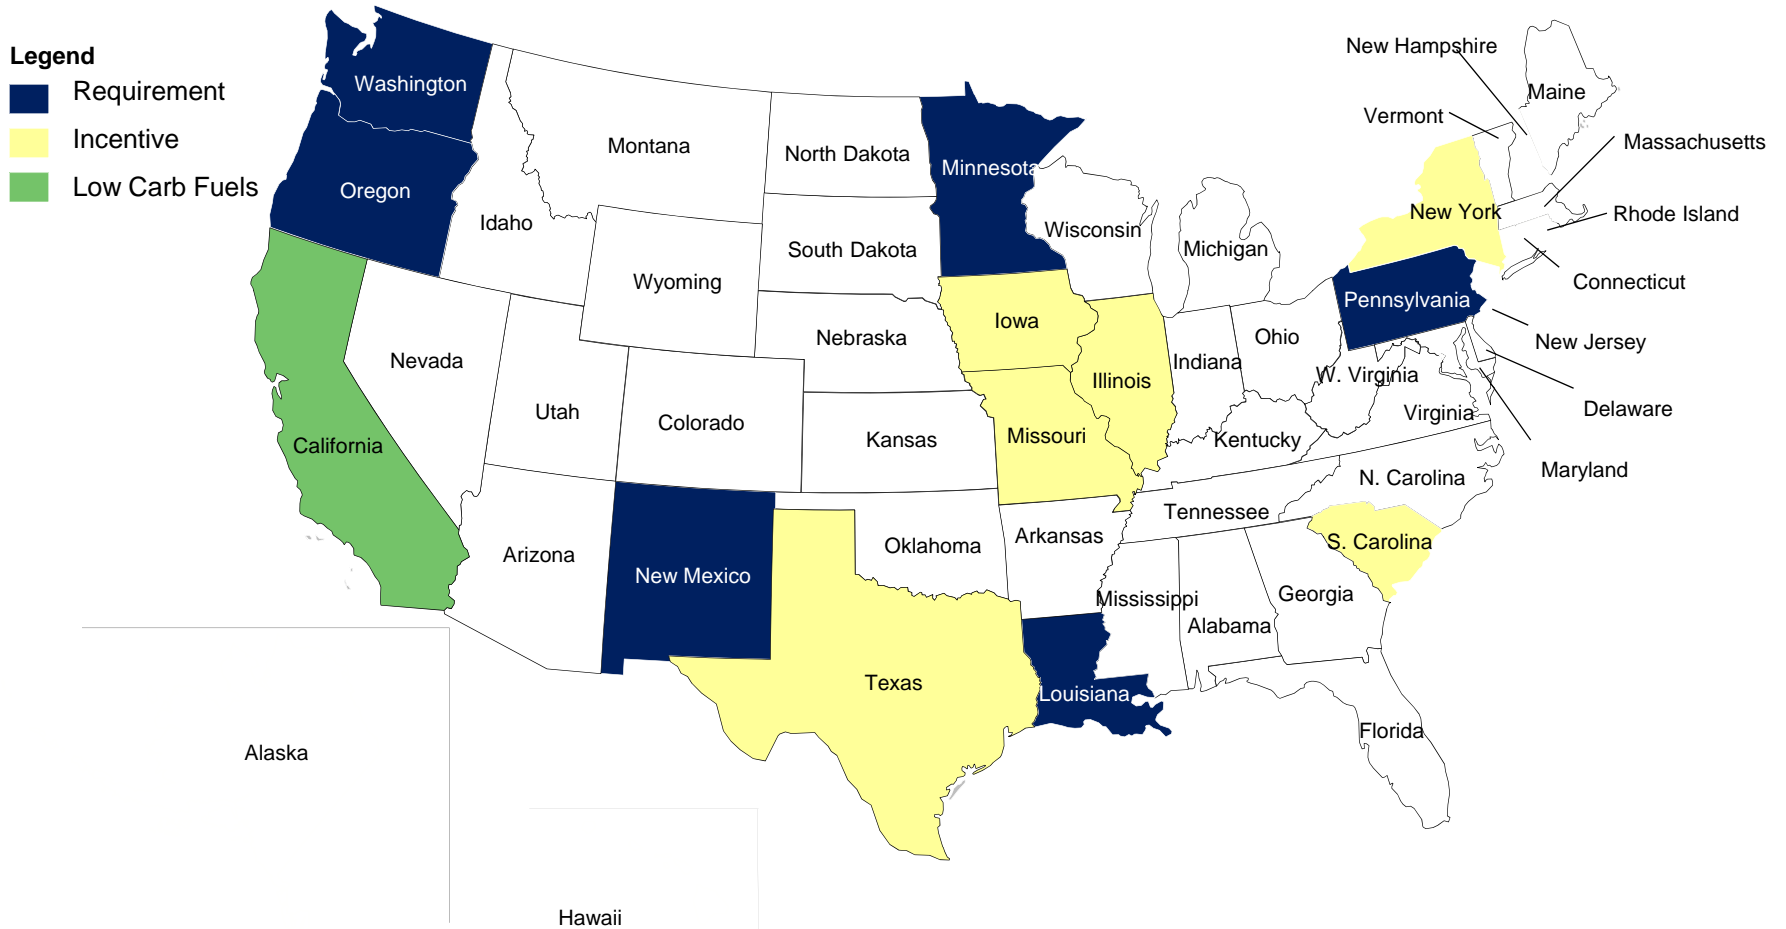 Legend
Requirement
Incentive
Low Carb Fuels
Washington
Oregon
California
Idaho
Nevada
Montana
Wyoming
Utah
Colorado
Arizona
New Mexico
North Dakota
South Dakota
Nebraska
Kansas
Oklahoma
Texas
Minnesota
Iowa
Missouri
Arkansas
Louisiana
Wisconsin
Illinois
Michigan
Indiana
Ohio
Kentucky
Tennessee
Mississippi
Alabama
Georgia
Florida
S. Carolina
N. Carolina
Virginia
W. Virginia
Pennsylvania
New York
New Hampshire
Vermont
Maine
Massachusetts
Rhode Island
Connecticut
New Jersey
Delaware
Maryland
Alaska
Hawaii